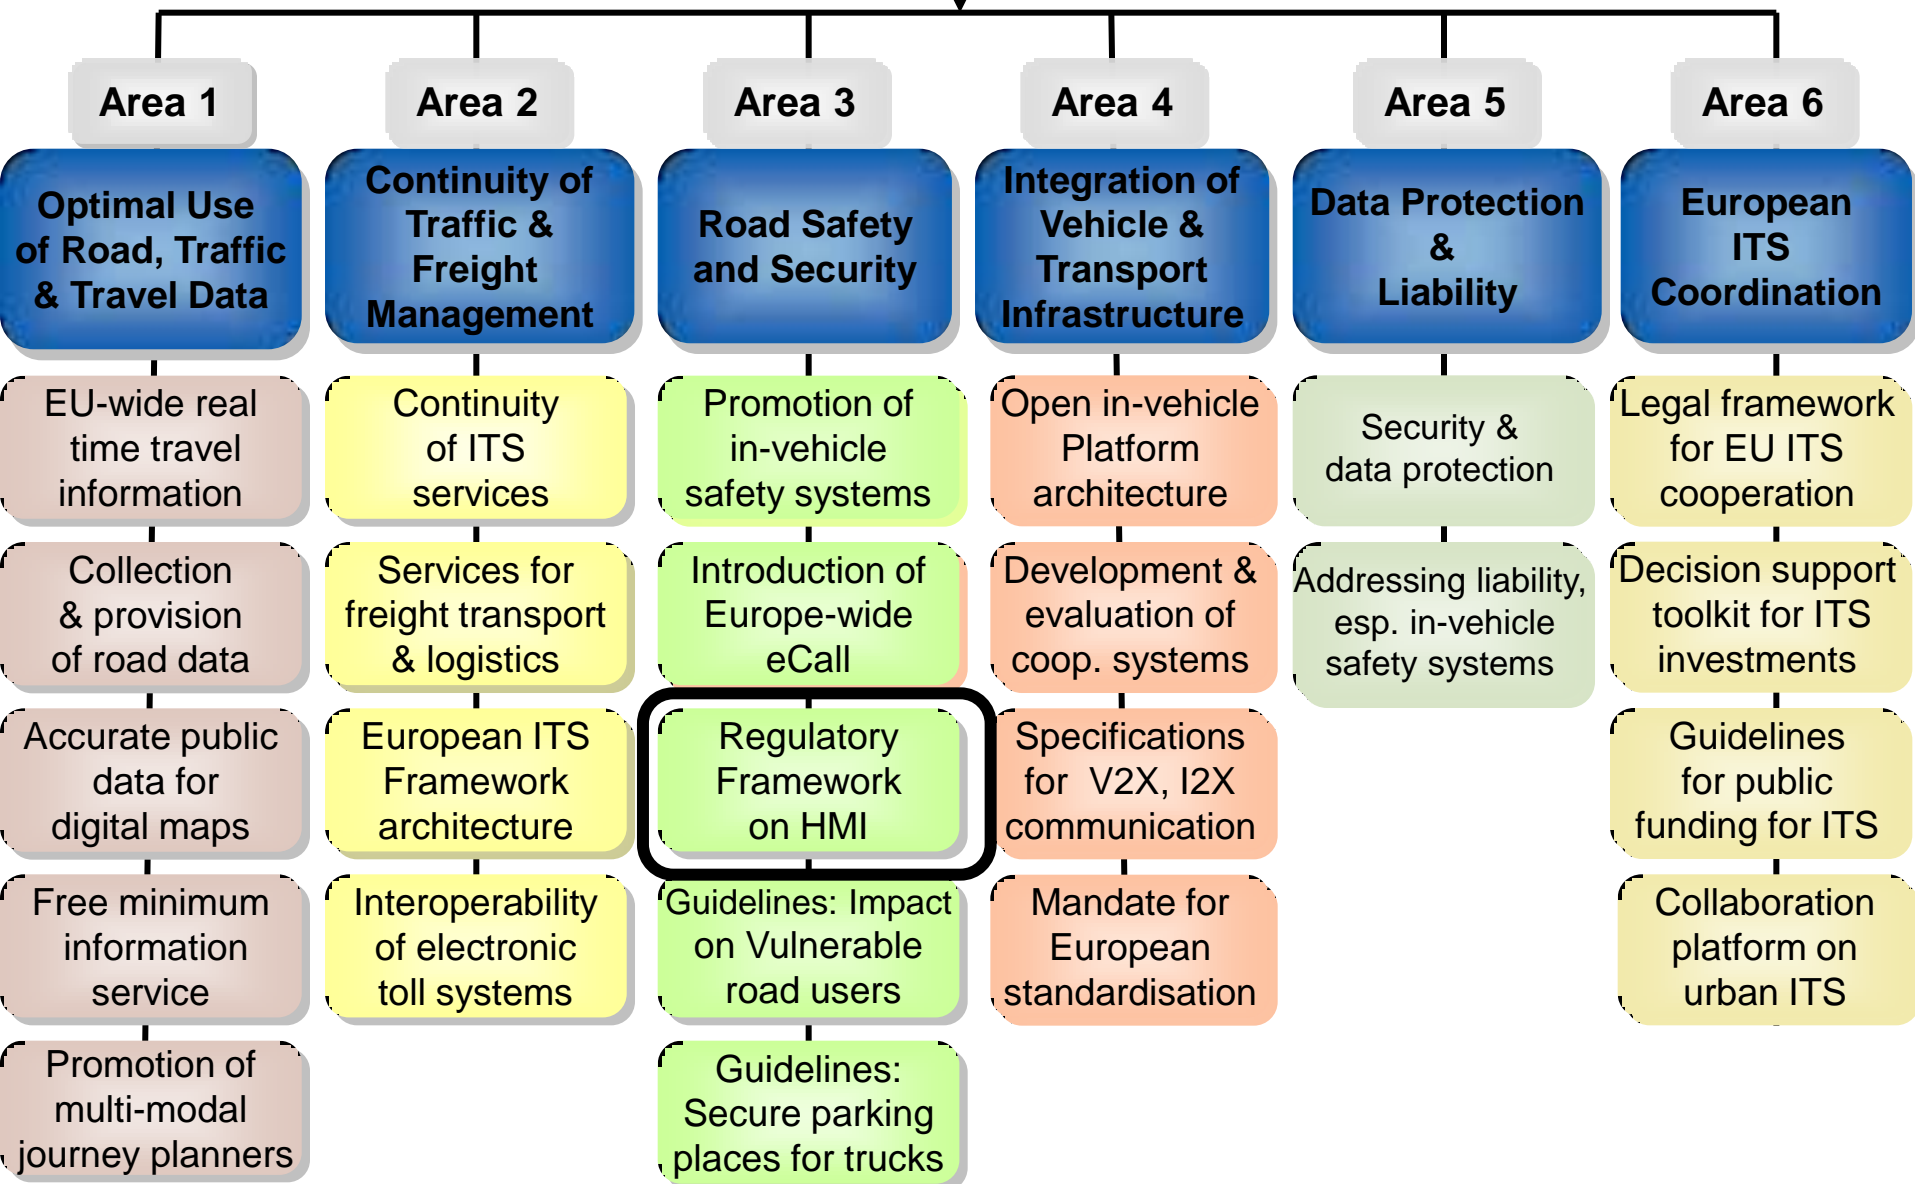 Area 1
Optimal Use
of Road, Traffic
& Travel Data
EU-wide real
time travel
information
Collection
& provision
of road data
Accurate public
data for
digital maps
Free minimum
information
service
Promotion of
multi-modal
journey planners
Area 2
Continuity of
Traffic &
Freight
Management
Continuity
of ITS
services
Services for
freight transport
& logistics
European ITS
Framework
architecture
Interoperability
of electronic
toll systems
Area 3
Road Safety
and Security
Promotion of
in-vehicle
safety systems
Introduction of
Europe-wide
eCall
Regulatory
Framework
on HMI
Guidelines: Impact
on Vulnerable
road users
Guidelines:
Secure parking
places for trucks
Area 4
Integration of
Vehicle &
Transport
Infrastructure
Open in-vehicle
Platform
architecture
Development &
evaluation of
coop. systems
Specifications
for V2X, I2X
communication
Mandate for
European
standardisation
Area 5
Data Protection
&
Liability
Security &
data protection
Addressing liability,
esp. in-vehicle
safety systems
Area 6
European
ITS
Coordination
Legal framework
for EU ITS
cooperation
Decision support
toolkit for ITS
investments
Guidelines
for public
funding for ITS
Collaboration
platform on
urban ITS